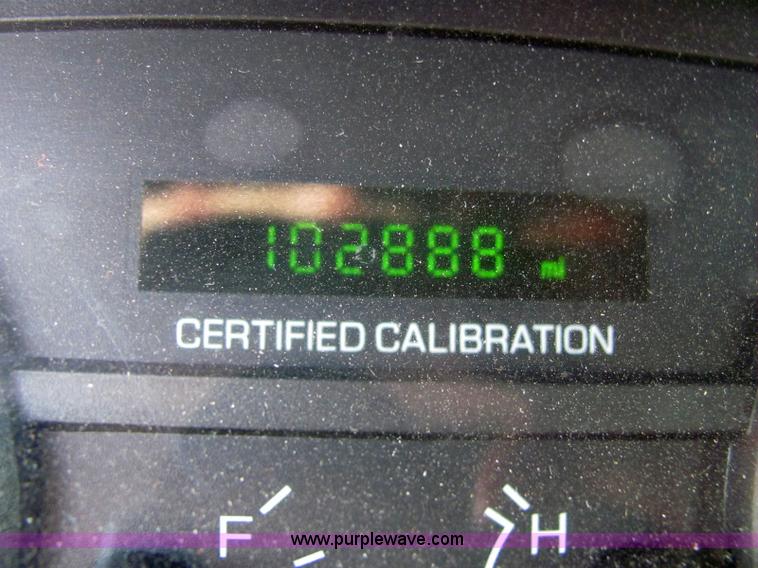 102888 mi
CERTIFIED CALIBRATION
F H
www.purplewave.com